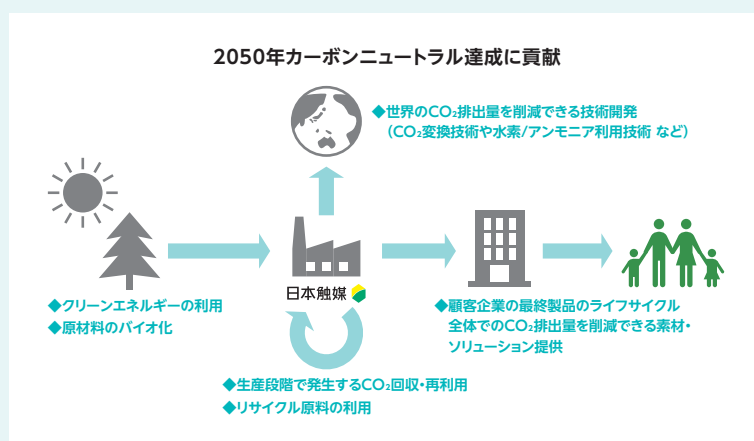 2050年カーボンニュートラル達成に貢献
◆世界のCO₂排出量を削減できる技術開発
（CO₂変換技術や水素/アンモニア利用技術 など）
日本触媒
◆クリーンエネルギーの利用
◆原材料のバイオ化
◆顧客企業の最終製品のライフサイクル
全体でのCO₂排出量を削減できる素材・
ソリューション提供
◆生産段階で発生するCO₂回収・再利用
◆リサイクル原料の利用